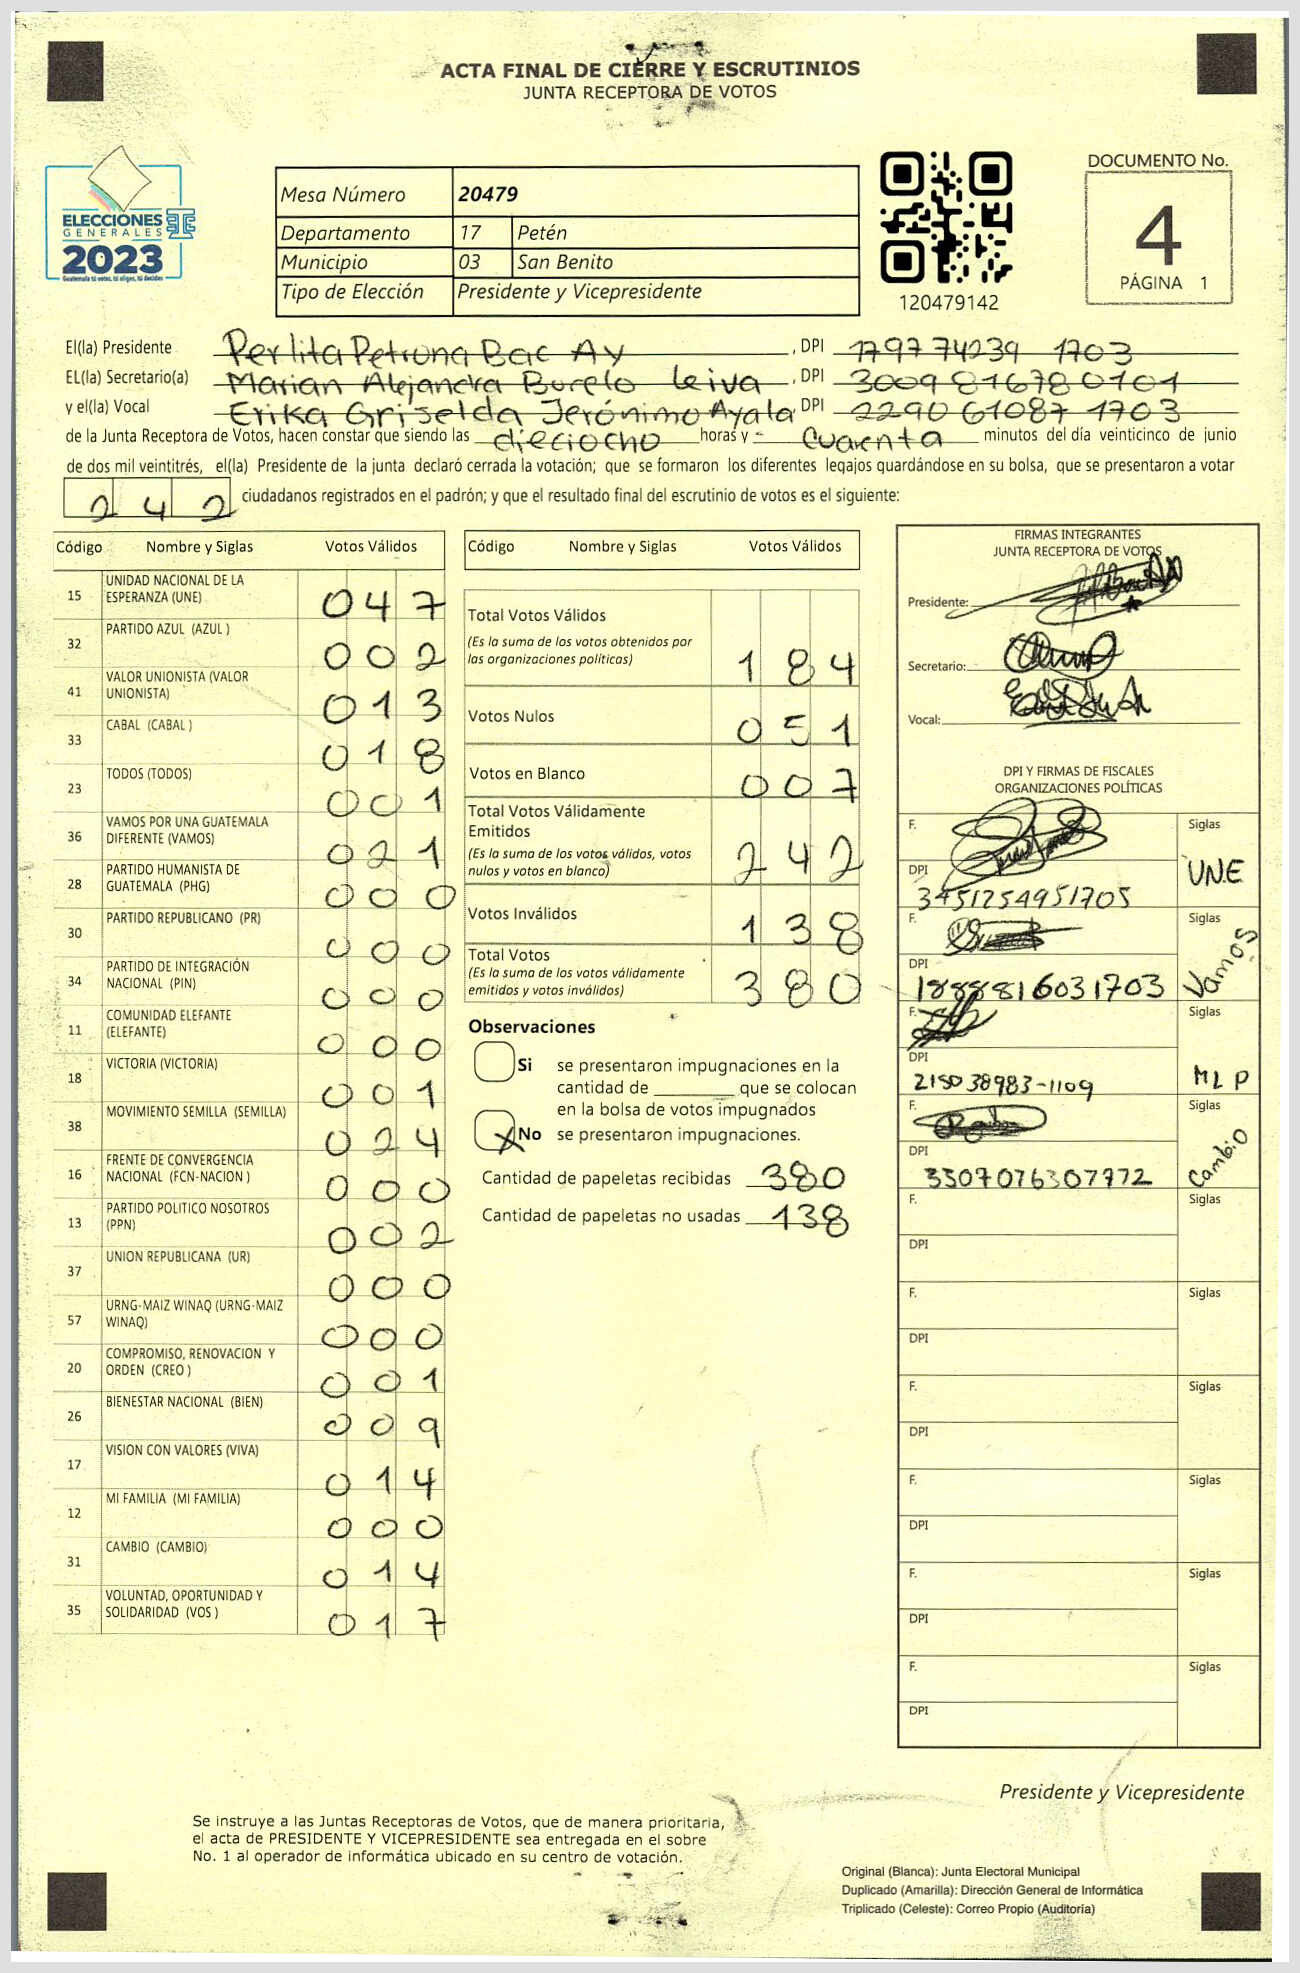 ACTA FINAL DE CIERRE Y ESCRUTINIOS
JUNTA RECEPTORA DE VOTOS
ELECCIONES
GENERALES
2023
Guatemala tú votas, tú eliges, tú decides
Mesa Número 20479
Departamento 17 Petén
Municipio 03 San Benito
Tipo de Elección Presidente y Vicepresidente
120479142
DOCUMENTO No.
4
PÁGINA 1
El(la) Presidente Perlita Petrona Bac Ay, DPI 179774239 1703
EL(la) Secretario(a) Marian Alejandra Burelo Leiva, DPI 3009816780101
y el(la) Vocal Erika Griselda Jerónimo Ayala, DPI 2290 61087 1703
de la Junta Receptora de Votos, hacen constar que siendo las dieciocho horas y cuarenta minutos del día veinticinco de junio
de dos mil veintitrés, el(la) Presidente de la junta declaró cerrada la votación; que se formaron los diferentes legajos quardándose en su bolsa, que se presentaron a votar
242 ciudadanos registrados en el padrón; y que el resultado final del escrutinio de votos es el siguiente:
Código Nombre y Siglas Votos Válidos
15 UNIDAD NACIONAL DE LA ESPERANZA (UNE) 047
32 PARTIDO AZUL (AZUL ) 002
41 VALOR UNIONISTA (VALOR UNIONISTA) 013
33 CABAL (CABAL ) 018
23 TODOS (TODOS) 001
36 VAMOS POR UNA GUATEMALA DIFERENTE (VAMOS) 021
28 PARTIDO HUMANISTA DE GUATEMALA (PHG) 000
30 PARTIDO REPUBLICANO (PR) 000
34 PARTIDO DE INTEGRACIÓN NACIONAL (PIN) 000
11 COMUNIDAD ELEFANTE (ELEFANTE) 000
18 VICTORIA (VICTORIA) 001
38 MOVIMIENTO SEMILLA (SEMILLA) 024
16 FRENTE DE CONVERGENCIA NACIONAL (FCN-NACION ) 000
13 PARTIDO POLITICO NOSOTROS (PPN) 002
37 UNION REPUBLICANA (UR) 000
57 URNG-MAIZ WINAQ (URNG-MAIZ WINAQ) 000
20 COMPROMISO, RENOVACION Y ORDEN (CREO ) 001
26 BIENESTAR NACIONAL (BIEN) 009
17 VISION CON VALORES (VIVA) 014
12 MI FAMILIA (MI FAMILIA) 000
31 CAMBIO (CAMBIO) 014
35 VOLUNTAD, OPORTUNIDAD Y SOLIDARIDAD (VOS ) 017
Código Nombre y Siglas Votos Válidos
Total Votos Válidos
(Es la suma de los votos obtenidos por
las organizaciones políticas) 184
Votos Nulos 051
Votos en Blanco 007
Total Votos Válidamente
Emitidos
(Es la suma de los votos válidos, votos
nulos y votos en blanco) 242
Votos Inválidos 138
Total Votos
(Es la suma de los votos válidamente
emitidos y votos inválidos) 380
Observaciones
Si se presentaron impugnaciones en la
cantidad de ________ que se colocan
en la bolsa de votos impugnados
X No se presentaron impugnaciones.
Cantidad de papeletas recibidas 380
Cantidad de papeletas no usadas 138
FIRMAS INTEGRANTES
JUNTA RECEPTORA DE VOTOS
Presidente:
Secretario:
Vocal:
DPI Y FIRMAS DE FISCALES
ORGANIZACIONES POLÍTICAS
F. Siglas
DPI 3451254951705 UNE
F. Siglas
DPI 1888816031703 Vamos
F. Siglas
DPI 215038983-1109 MLP
F. Siglas
DPI 3307076307772 Cambio
F. Siglas
DPI
F. Siglas
DPI
F. Siglas
DPI
F. Siglas
DPI
F. Siglas
DPI
F. Siglas
DPI
Presidente y Vicepresidente
Se instruye a las Juntas Receptoras de Votos, que de manera prioritaria,
el acta de PRESIDENTE Y VICEPRESIDENTE sea entregada en el sobre
No. 1 al operador de informática ubicado en su centro de votación.
Original (Blanca): Junta Electoral Municipal
Duplicado (Amarilla): Dirección General de Informática
Triplicado (Celeste): Correo Propio (Auditoría)